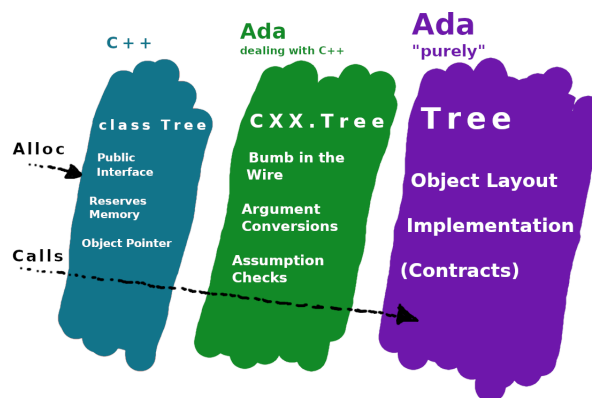 C++
class Tree
Public
Interface
Reserves
Memory
Object Pointer
Alloc
Calls
Ada
dealing with C++
CXX.Tree
Bumb in the
Wire
Argument
Conversions
Assumption
Checks
Ada
"purely"
Tree
Object Layout
Implementation
(Contracts)